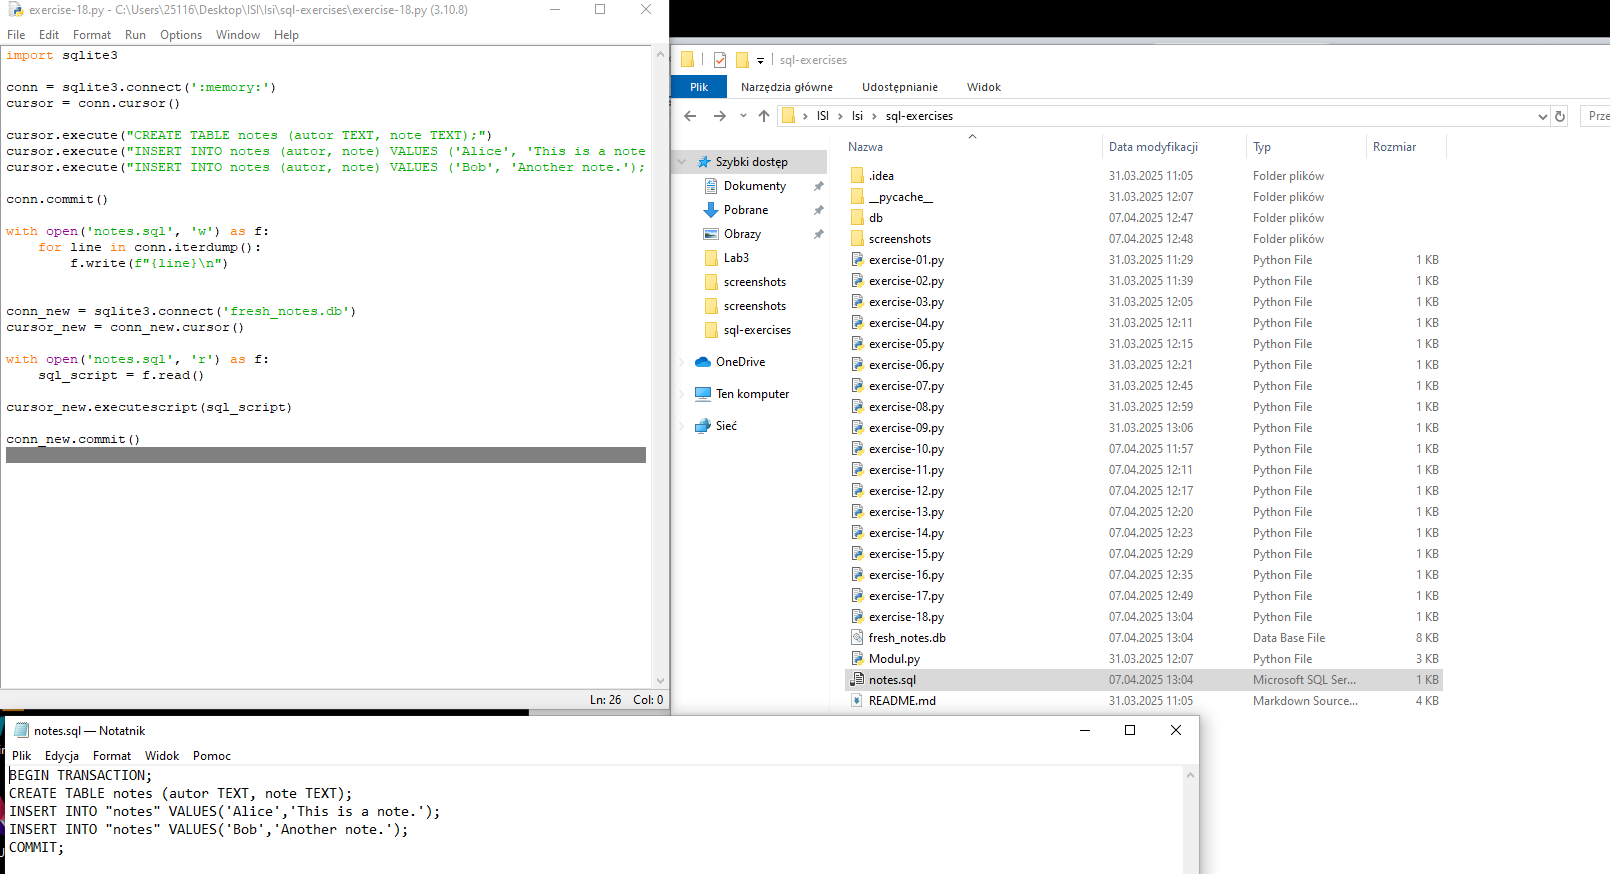 exercise-18.py - C:\Users\25116\Desktop\ISI\lsi\sql-exercises\exercise-18.py (3.10.8)
File Edit Format Run Options Window Help
import sqlite3
conn = sqlite3.connect(':memory:')
cursor = conn.cursor()
cursor.execute("CREATE TABLE notes (autor TEXT, note TEXT);")
cursor.execute("INSERT INTO notes (autor, note) VALUES ('Alice', 'This is a note
cursor.execute("INSERT INTO notes (autor, note) VALUES ('Bob', 'Another note.');
conn.commit()
with open('notes.sql', 'w') as f:
    for line in conn.iterdump():
        f.write(f"{line}\n")
conn_new = sqlite3.connect('fresh_notes.db')
cursor_new = conn_new.cursor()
with open('notes.sql', 'r') as f:
    sql_script = f.read()
cursor_new.executescript(sql_script)
conn_new.commit()
Ln: 26 Col: 0
sql-exercises
Plik Narzędzia główne Udostępnianie Widok
ISI lsi sql-exercises Prze
Szybki dostęp
Dokumenty
Pobrane
Obrazy
Lab3
screenshots
screenshots
sql-exercises
OneDrive
Ten komputer
Sieć
Nazwa Data modyfikacji Typ Rozmiar
.idea 31.03.2025 11:05 Folder plików
__pycache__ 31.03.2025 12:07 Folder plików
db 07.04.2025 12:47 Folder plików
screenshots 07.04.2025 12:48 Folder plików
exercise-01.py 31.03.2025 11:29 Python File 1 KB
exercise-02.py 31.03.2025 11:39 Python File 1 KB
exercise-03.py 31.03.2025 12:05 Python File 1 KB
exercise-04.py 31.03.2025 12:11 Python File 1 KB
exercise-05.py 31.03.2025 12:15 Python File 1 KB
exercise-06.py 31.03.2025 12:21 Python File 1 KB
exercise-07.py 31.03.2025 12:45 Python File 1 KB
exercise-08.py 31.03.2025 12:59 Python File 1 KB
exercise-09.py 31.03.2025 13:06 Python File 1 KB
exercise-10.py 07.04.2025 11:57 Python File 1 KB
exercise-11.py 07.04.2025 12:11 Python File 1 KB
exercise-12.py 07.04.2025 12:17 Python File 1 KB
exercise-13.py 07.04.2025 12:20 Python File 1 KB
exercise-14.py 07.04.2025 12:23 Python File 1 KB
exercise-15.py 07.04.2025 12:29 Python File 1 KB
exercise-16.py 07.04.2025 12:35 Python File 1 KB
exercise-17.py 07.04.2025 12:49 Python File 1 KB
exercise-18.py 07.04.2025 13:04 Python File 1 KB
fresh_notes.db 07.04.2025 13:04 Data Base File 8 KB
Modul.py 31.03.2025 12:07 Python File 3 KB
notes.sql 07.04.2025 13:04 Microsoft SQL Ser... 1 KB
README.md 31.03.2025 11:05 Markdown Source... 4 KB
notes.sql — Notatnik
Plik Edycja Format Widok Pomoc
BEGIN TRANSACTION;
CREATE TABLE notes (autor TEXT, note TEXT);
INSERT INTO "notes" VALUES('Alice','This is a note.');
INSERT INTO "notes" VALUES('Bob','Another note.');
COMMIT;